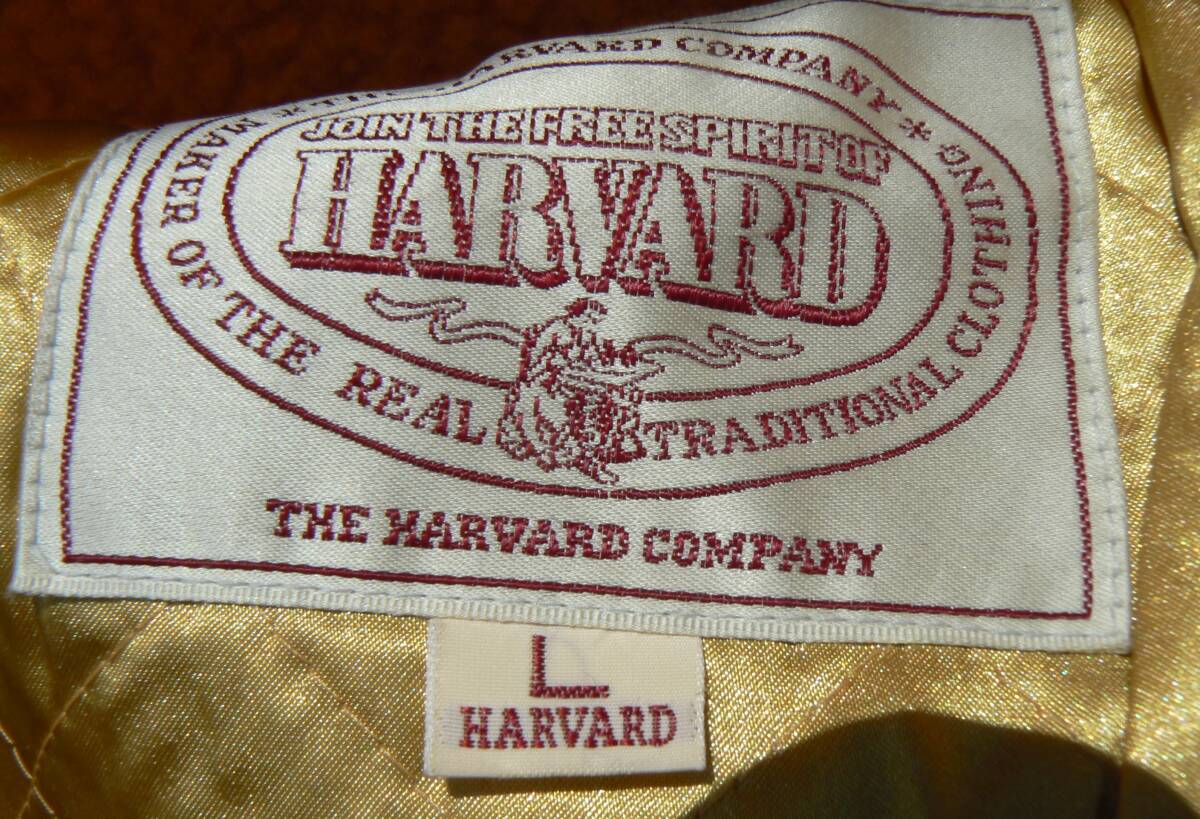 * THE HARVARD COMPANY *
JOIN THE FREE SPIRIT OF
HARVARD
MAKER OF THE REAL TRADITIONAL CLOTHING
THE HARVARD COMPANY
L
HARVARD